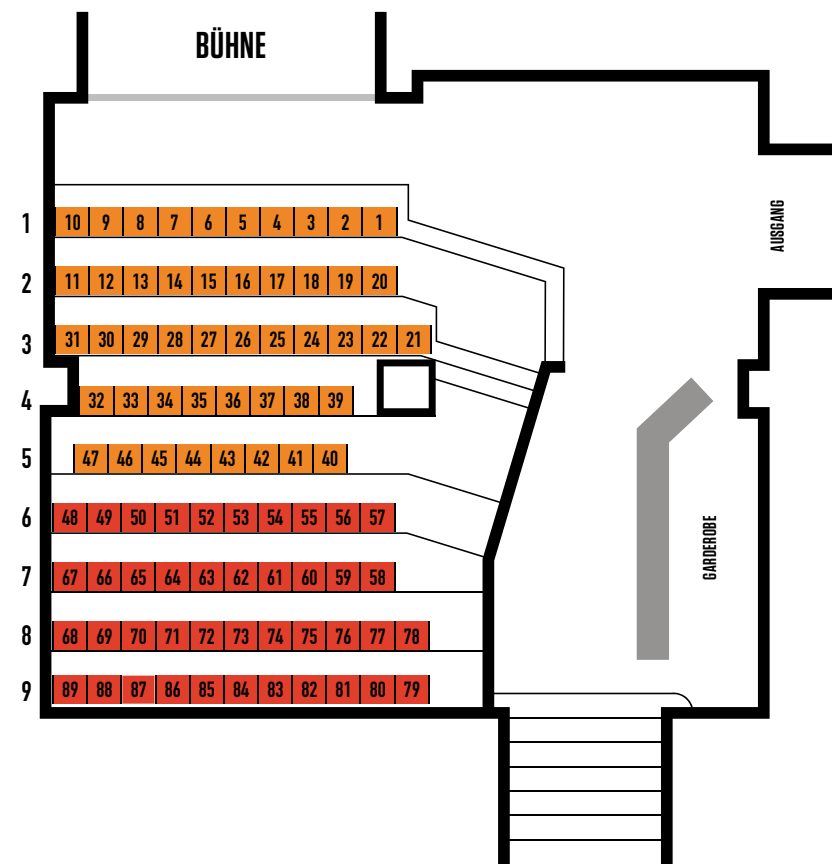 BÜHNE
1 10 9 8 7 6 5 4 3 2 1
AUSGANG
2 11 12 13 14 15 16 17 18 19 20
3 31 30 29 28 27 26 25 24 23 22 21
4 32 33 34 35 36 37 38 39
5 47 46 45 44 43 42 41 40
6 48 49 50 51 52 53 54 55 56 57
GARDEROBE
7 67 66 65 64 63 62 61 60 59 58
8 68 69 70 71 72 73 74 75 76 77 78
9 89 88 87 86 85 84 83 82 81 80 79